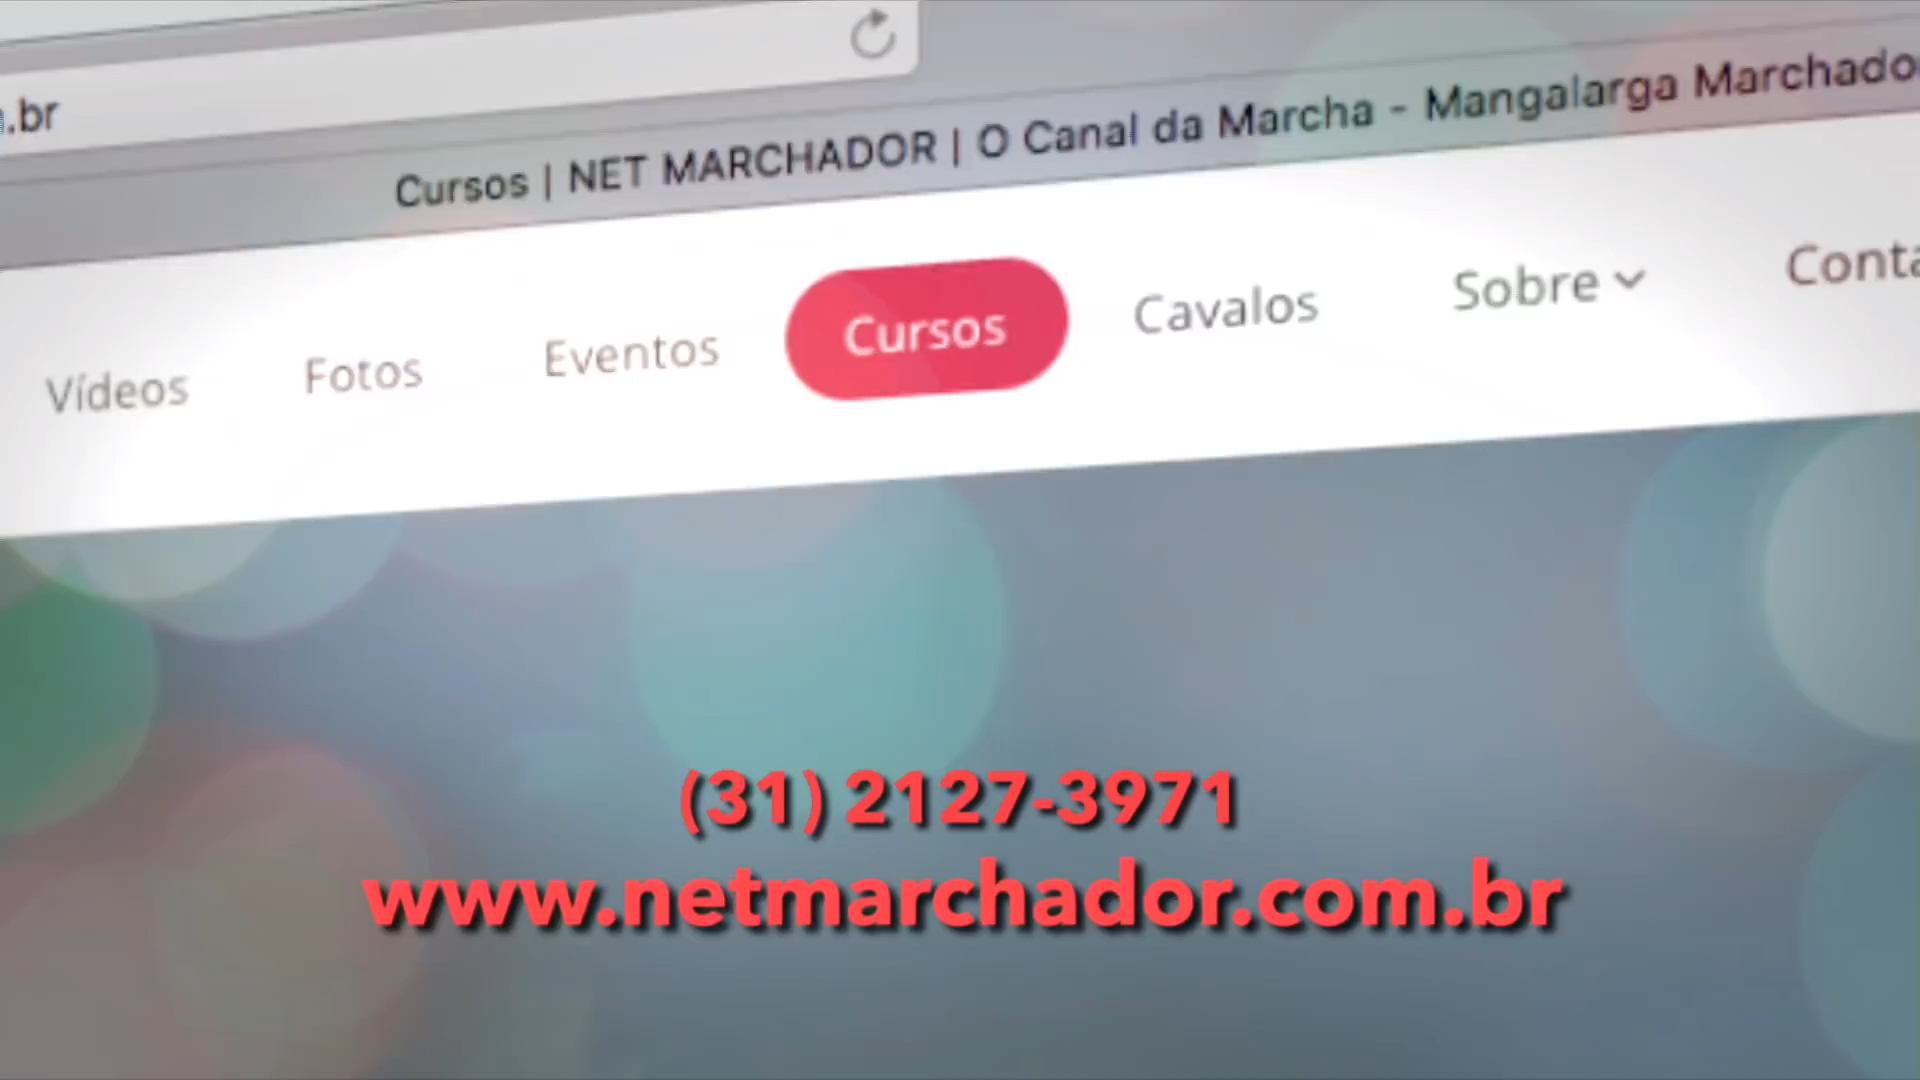 .br
Cursos | NET MARCHADOR | O Canal da Marcha - Mangalarga Marchado
Vídeos Fotos Eventos Cursos Cavalos Sobre Conta
(31) 2127-3971
www.netmarchador.com.br